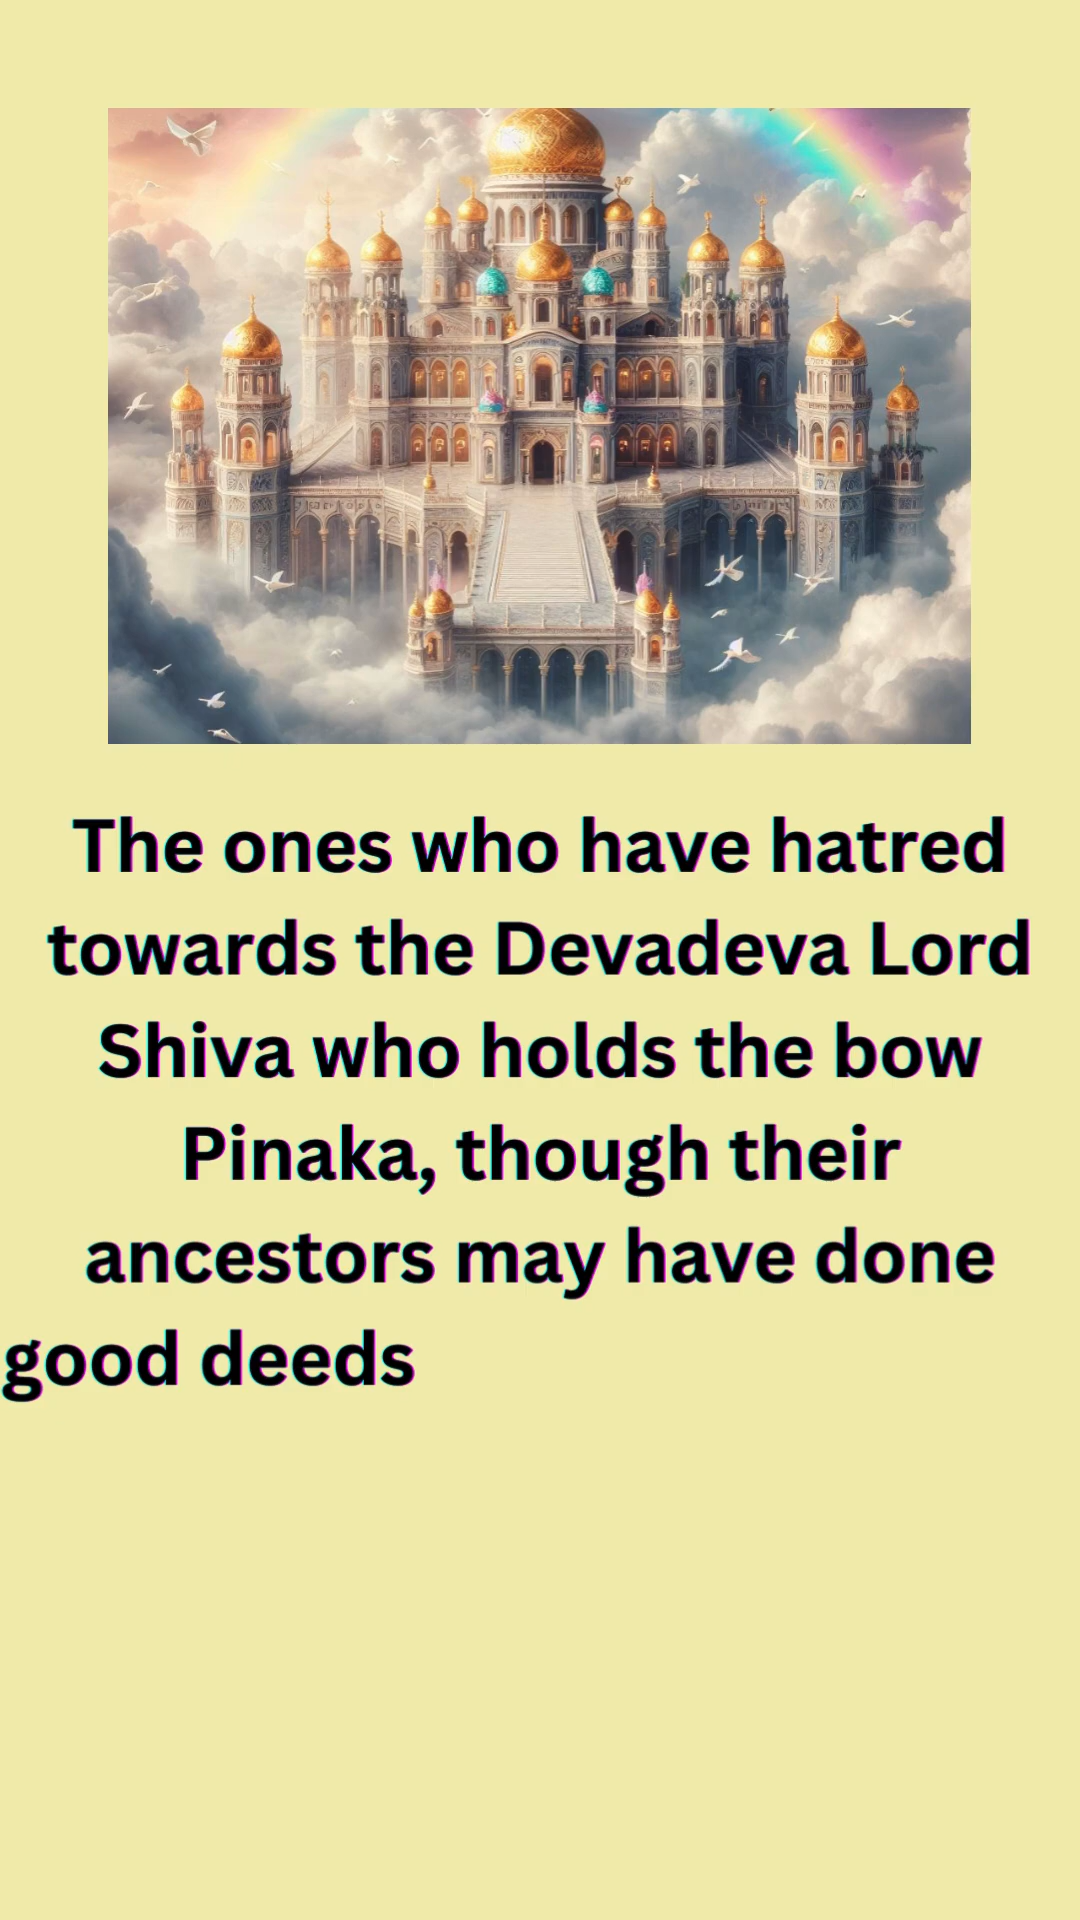 The ones who have hatred
towards the Devadeva Lord
Shiva who holds the bow
Pinaka, though their
ancestors may have done
good deeds